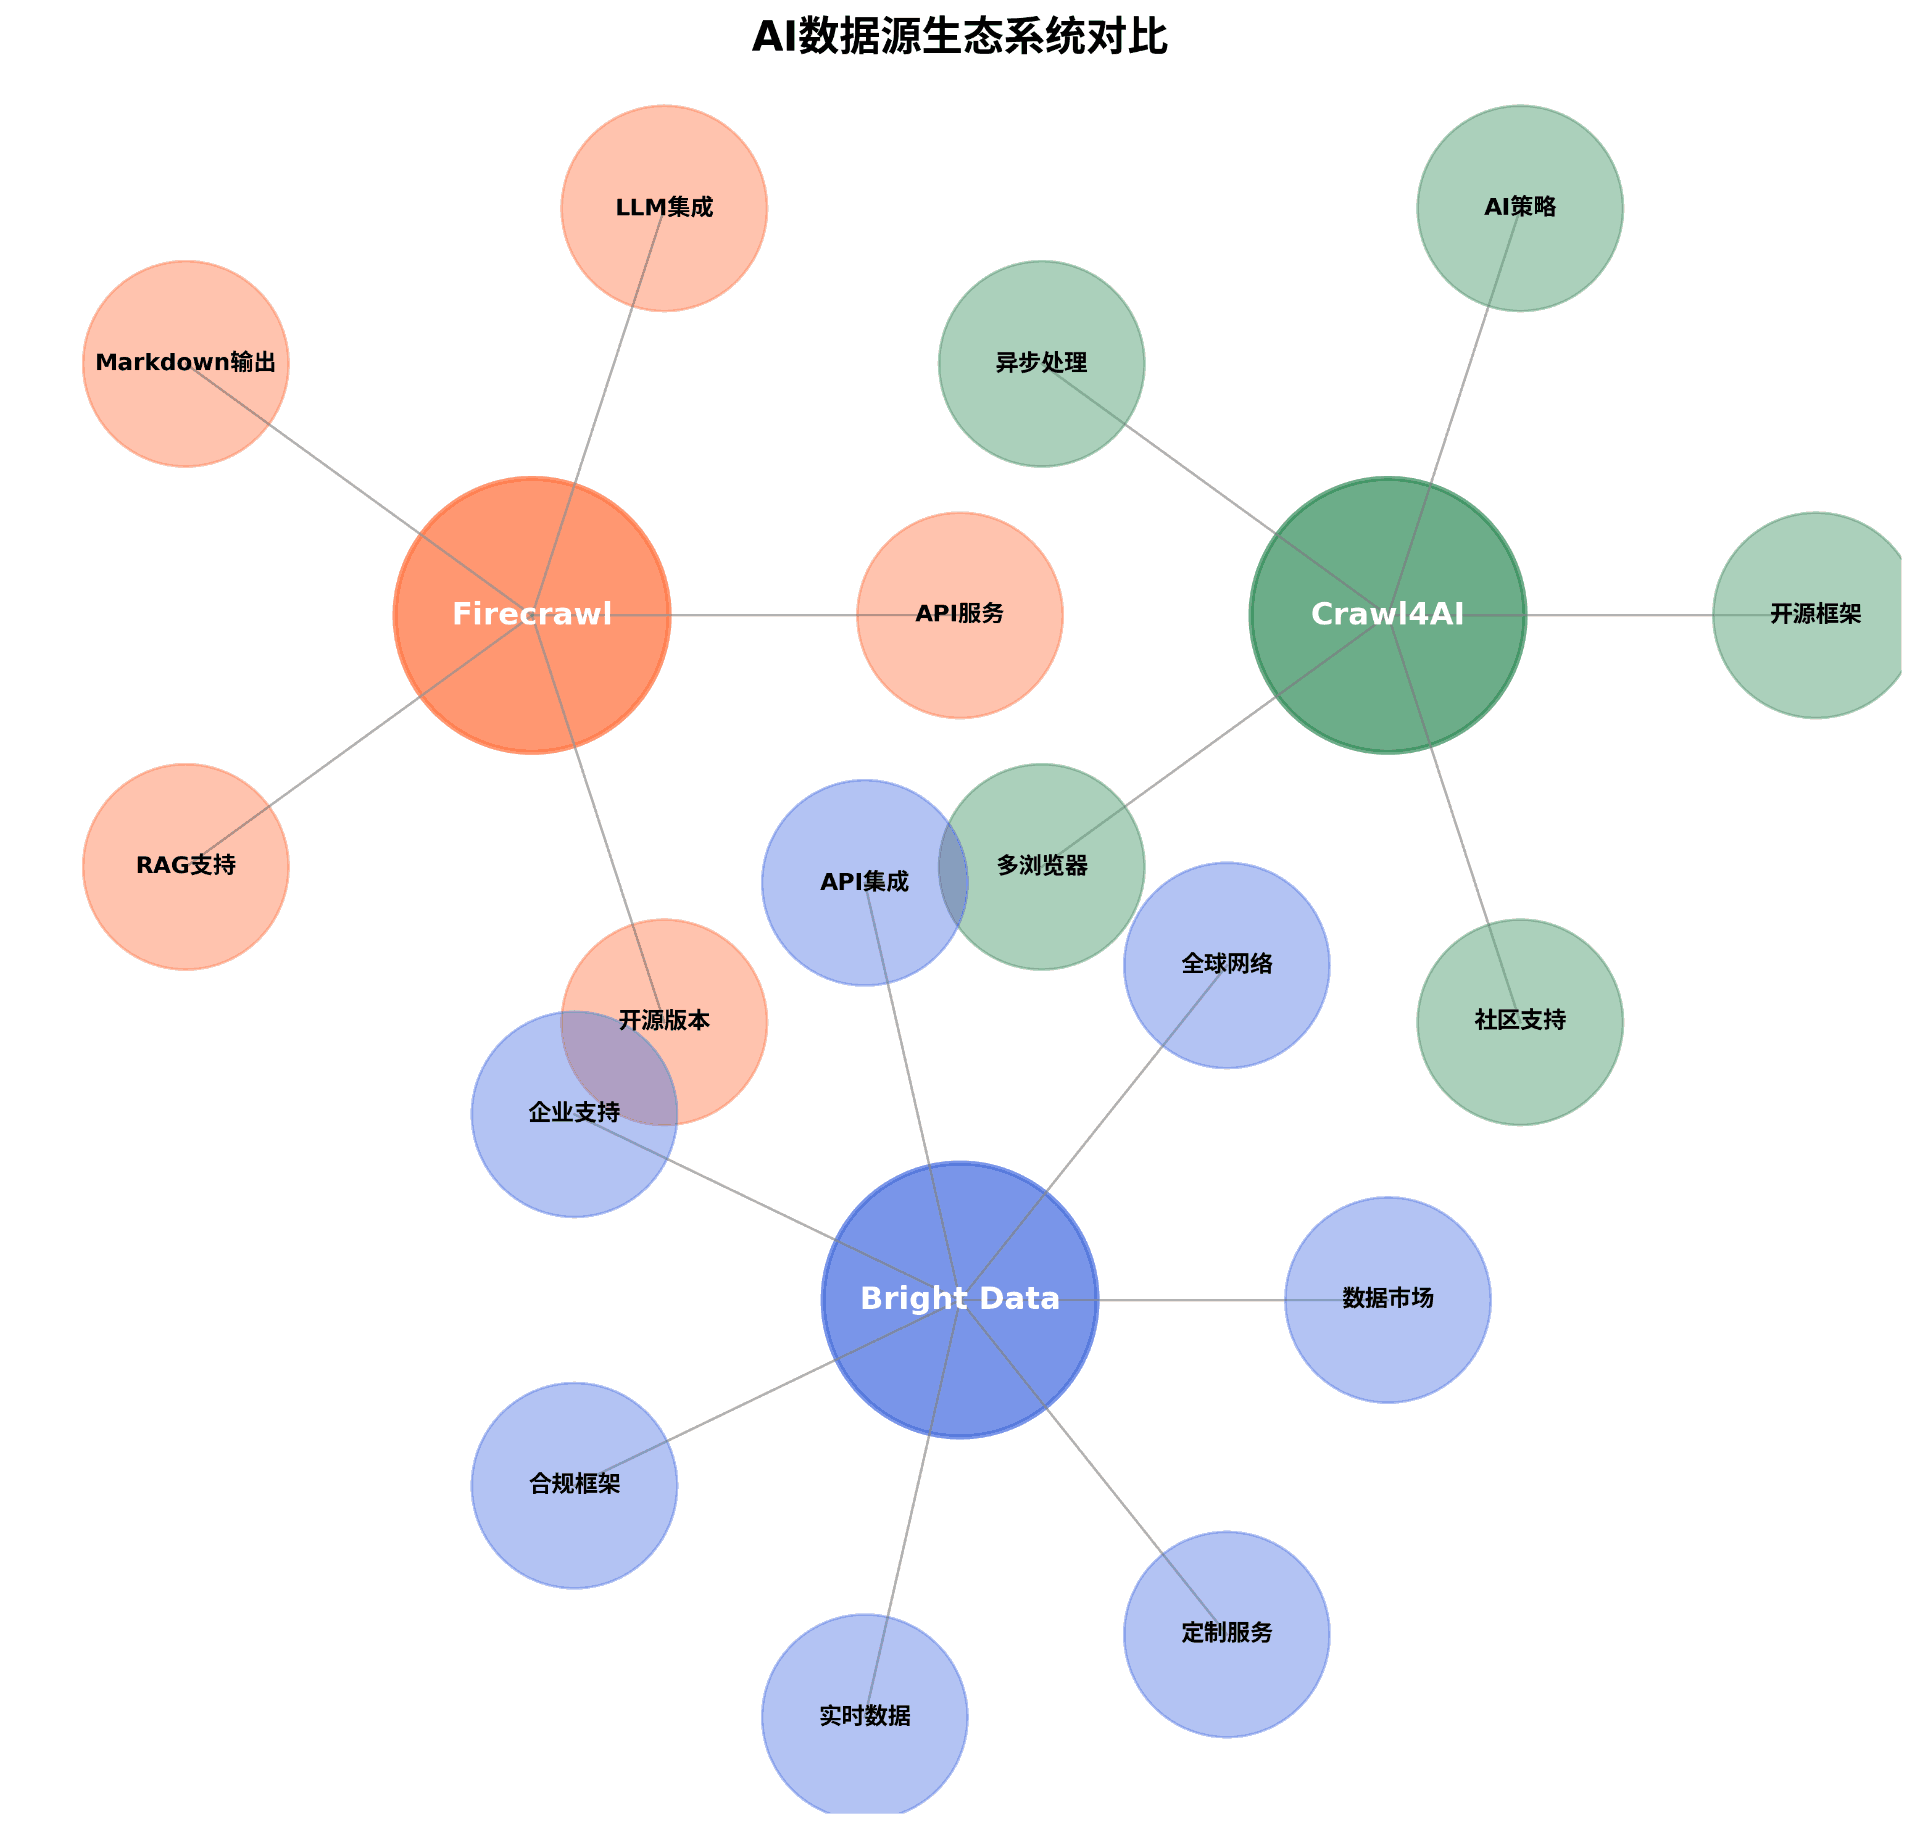 AI数据源生态系统对比
LLM集成
AI策略
Markdown输出
异步处理
Firecrawl
API服务
Crawl4AI
开源框架
RAG支持
API集成
多浏览器
全球网络
开源版本
社区支持
企业支持
Bright Data
数据市场
合规框架
定制服务
实时数据